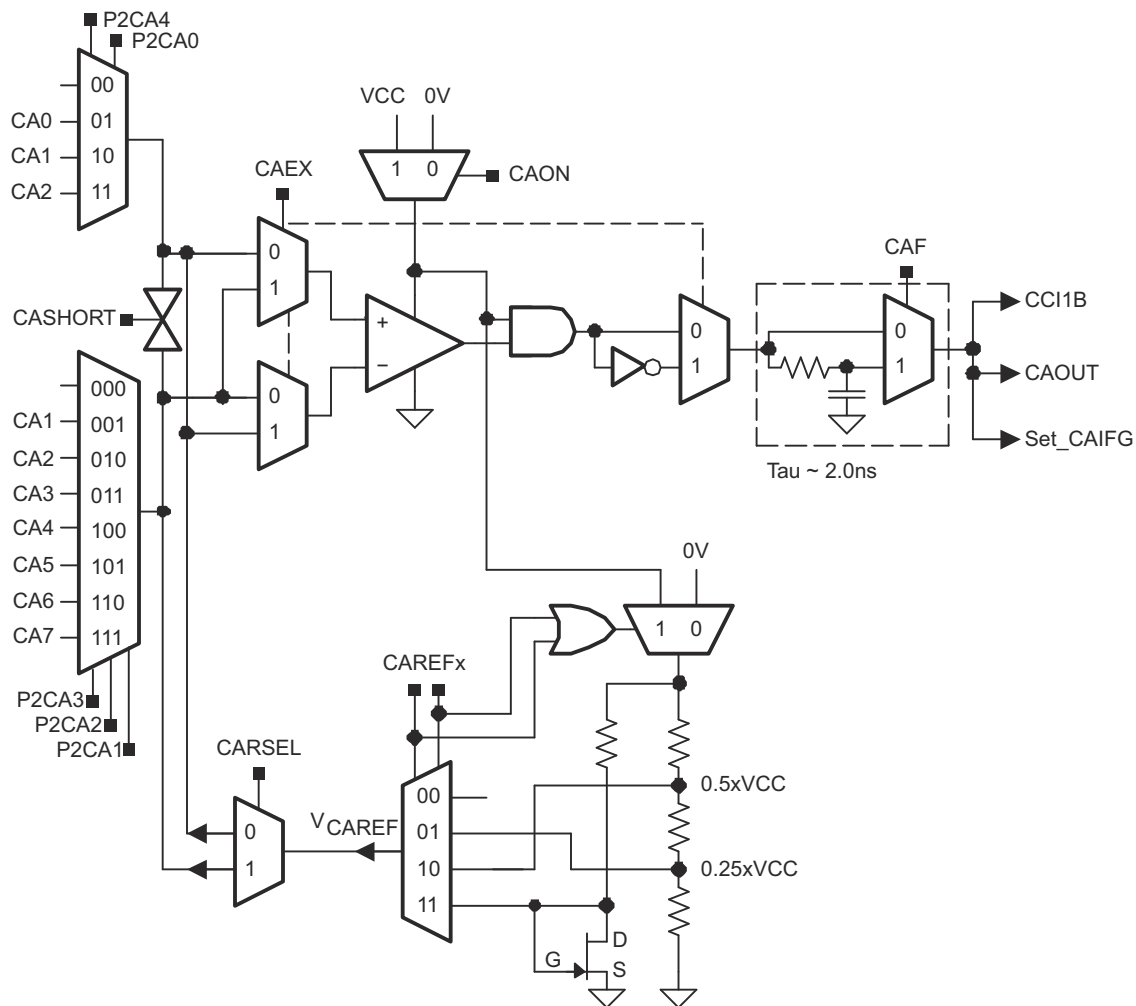 P2CA4
P2CA0
00
CA0 01
CA1 10
CA2 11
VCC 0V
1 0
CAON
CAEX
0
1
CASHORT
+
−
0
1
0
1
CAF
0
1
CCI1B
CAOUT
Set_CAIFG
Tau ~ 2.0ns
000
CA1 001
CA2 010
CA3 011
CA4 100
CA5 101
CA6 110
CA7 111
P2CA3
P2CA2
P2CA1
0V
1 0
CAREFx
CARSEL
0
1
VCAREF
00
01
10
11
0.5xVCC
0.25xVCC
D
G
S